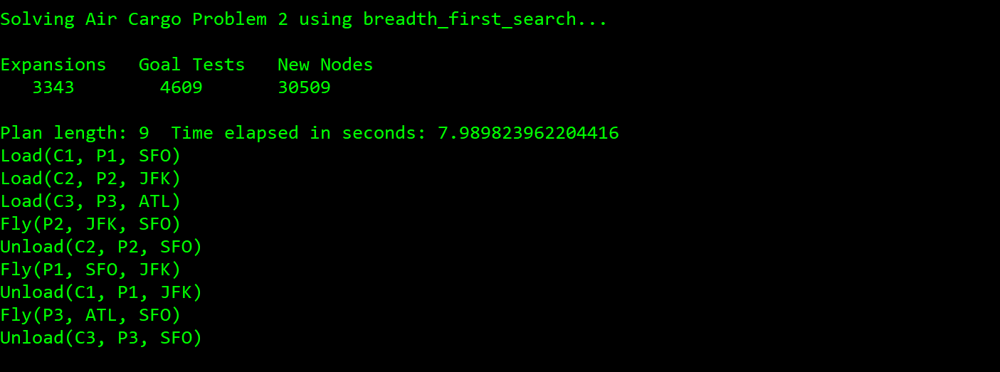 Solving Air Cargo Problem 2 using breadth_first_search...
Expansions   Goal Tests   New Nodes
   3343        4609       30509
Plan length: 9  Time elapsed in seconds: 7.989823962204416
Load(C1, P1, SFO)
Load(C2, P2, JFK)
Load(C3, P3, ATL)
Fly(P2, JFK, SFO)
Unload(C2, P2, SFO)
Fly(P1, SFO, JFK)
Unload(C1, P1, JFK)
Fly(P3, ATL, SFO)
Unload(C3, P3, SFO)